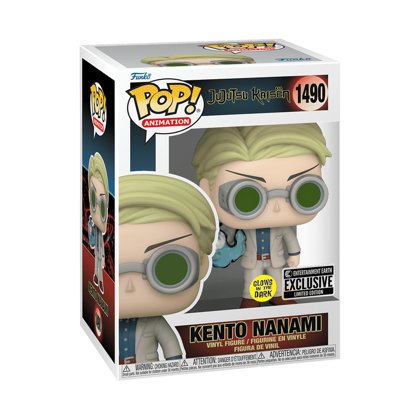 Funko
POP!
ANIMATION
JUJUTSU KAISEN
1490
GLOWS
IN THE
DARK
ENTERTAINMENT EARTH
EXCLUSIVE
LIMITED EDITION
KENTO NANAMI
VINYL FIGURE / FIGURINE EN VINYLE
FIGURA DE VINIL